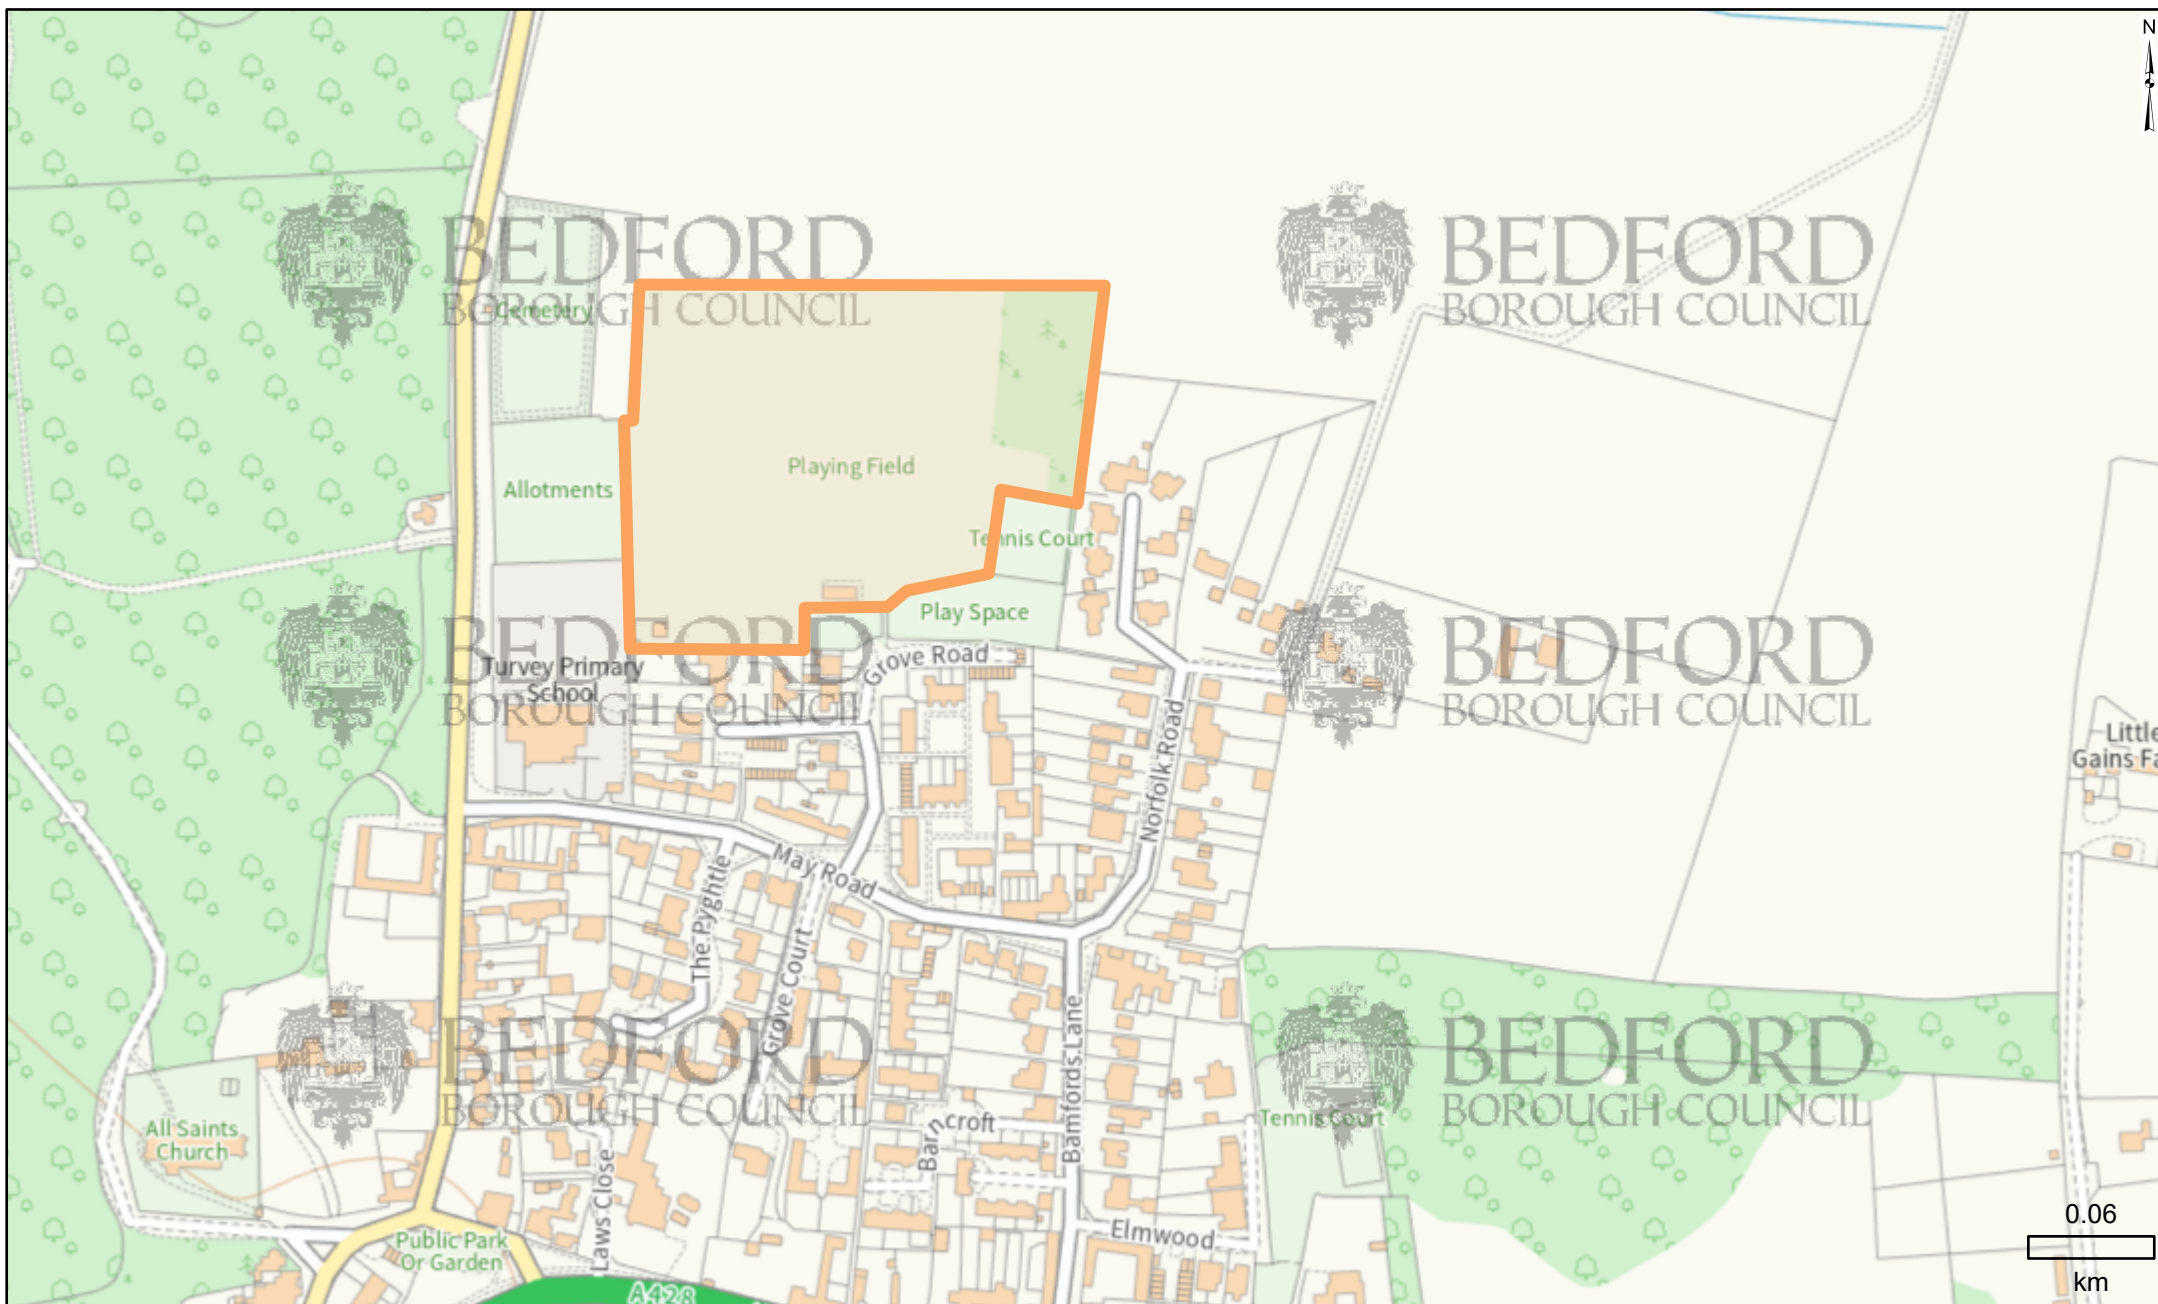 N
BEDFORD
BOROUGH COUNCIL
BEDFORD
BOROUGH COUNCIL
Cemetery
Playing Field
Allotments
Tennis Court
Play Space
BEDFORD
BOROUGH COUNCIL
BEDFORD
BOROUGH COUNCIL
Grove Road
Turvey Primary
School
Norfolk Road
Little
Gains Fa
May Road
The Pyghtle
Grove Court
BEDFORD
BOROUGH COUNCIL
BEDFORD
BOROUGH COUNCIL
Bamfords Lane
All Saints
Church
Barncroft
Tennis Court
Laws Close
Elmwood
Public Park
Or Garden
A428
0.06
km